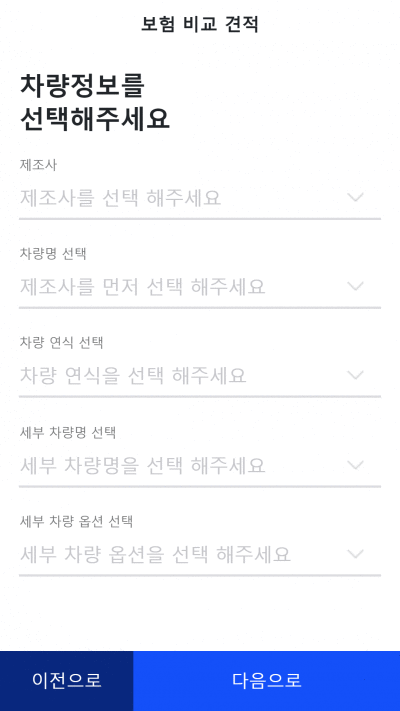 보험 비교 견적
차량정보를
선택해주세요
제조사
제조사를 선택 해주세요
차량명 선택
제조사를 먼저 선택 해주세요
차량 연식 선택
차량 연식을 선택 해주세요
세부 차량명 선택
세부 차량명을 선택 해주세요
세부 차량 옵션 선택
세부 차량 옵션을 선택 해주세요
이전으로
다음으로